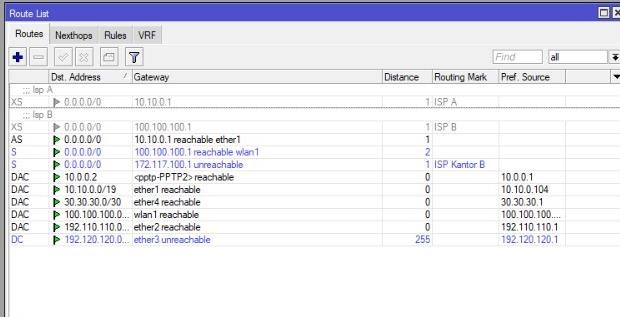 Route List
Routes Nexthops Rules VRF
Find all
Dst. Address / Gateway Distance Routing Mark Pref. Source
;;; Isp A
XS 0.0.0.0/0 10.10.0.1 1 ISP A
;;; Isp B
XS 0.0.0.0/0 100.100.100.1 1 ISP B
AS 0.0.0.0/0 10.10.0.1 reachable ether1 1
S 0.0.0.0/0 100.100.100.1 reachable wlan1 2
S 0.0.0.0/0 172.117.100.1 unreachable 1 ISP Kantor B
DAC 10.0.0.2 <pptp-PPTP2> reachable 0 10.0.0.1
DAC 10.10.0.0/19 ether1 reachable 0 10.10.0.104
DAC 30.30.30.0/30 ether4 reachable 0 30.30.30.1
DAC 100.100.100.0... wlan1 reachable 0 100.100.100....
DAC 192.110.110.0... ether2 reachable 0 192.110.110.1
DC 192.120.120.0... ether3 unreachable 255 192.120.120.1